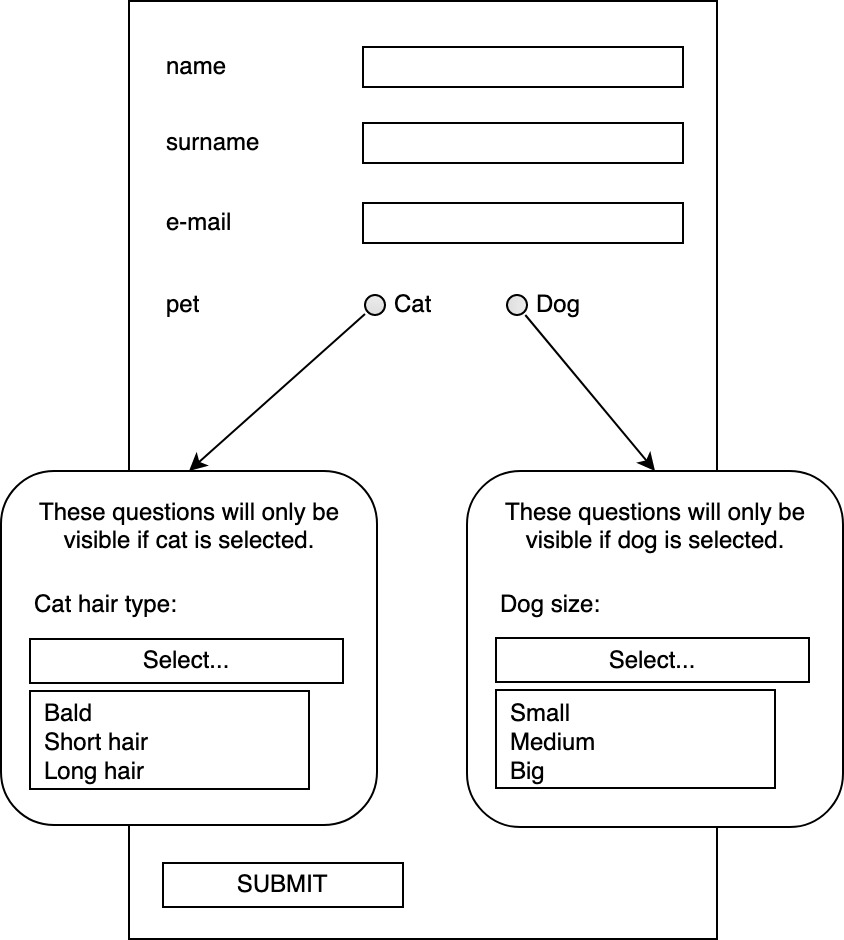 name
surname
e-mail
pet
Cat
Dog
These questions will only be
visible if cat is selected.
Cat hair type:
Select...
Bald
Short hair
Long hair
These questions will only be
visible if dog is selected.
Dog size:
Select...
Small
Medium
Big
SUBMIT